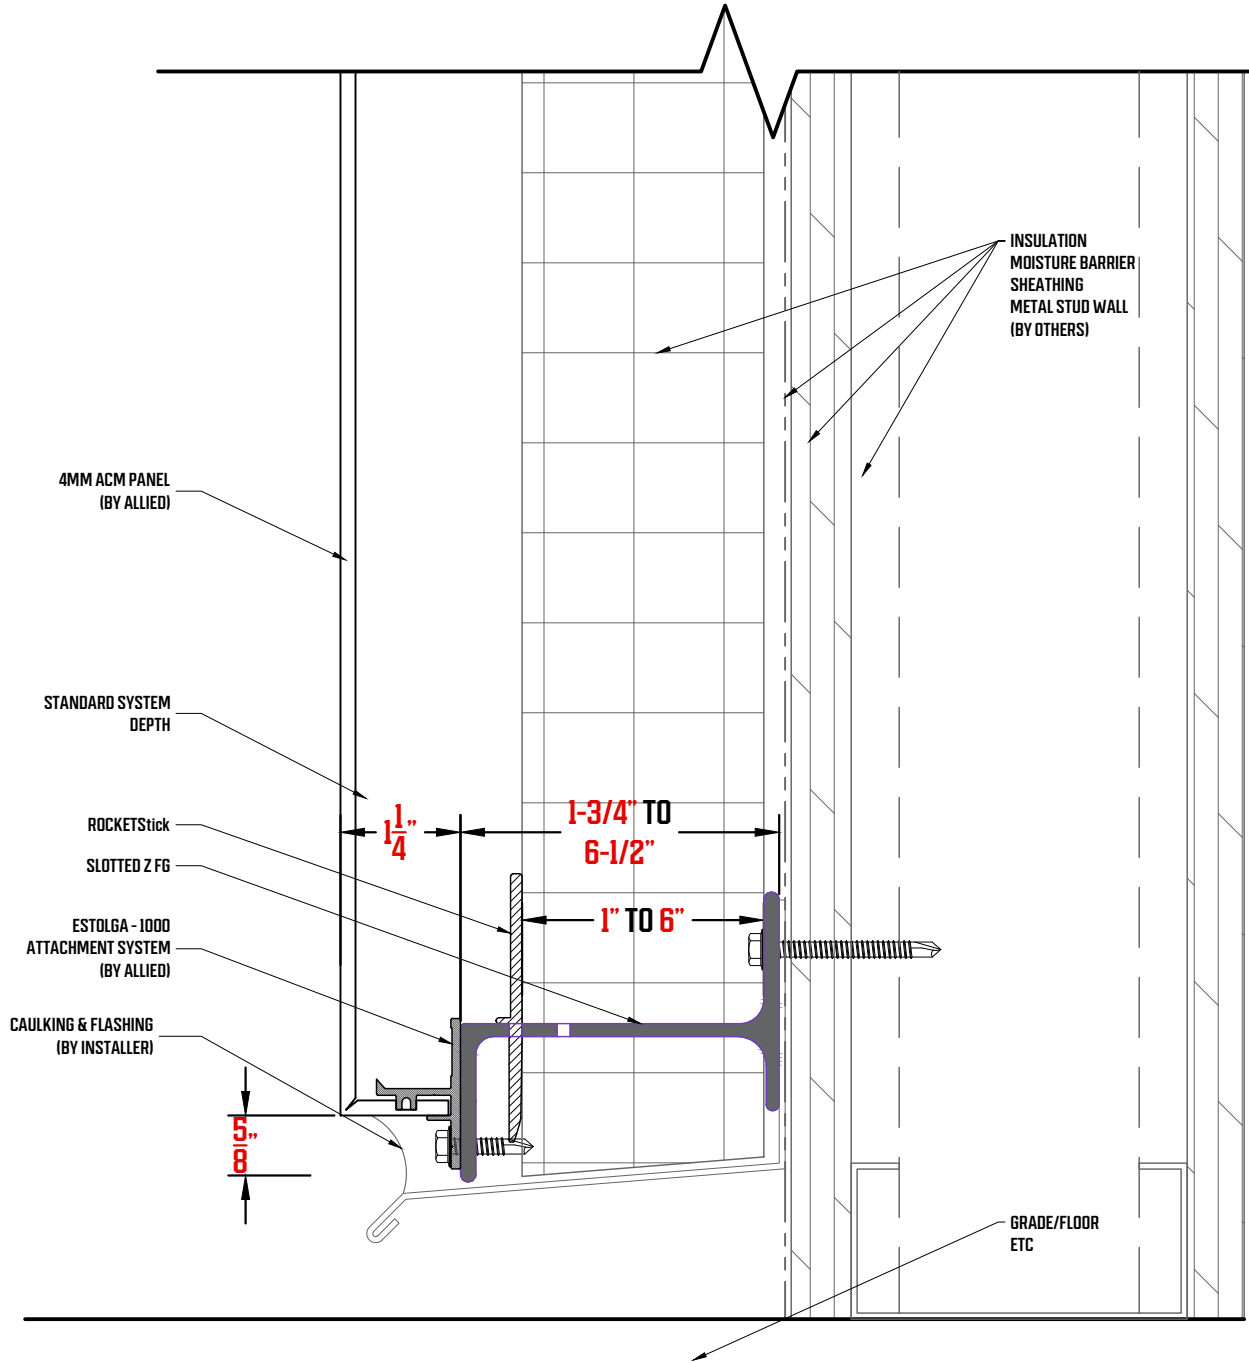 INSULATION
MOISTURE BARRIER
SHEATHING
METAL STUD WALL
(BY OTHERS)
4MM ACM PANEL
(BY ALLIED)
STANDARD SYSTEM
DEPTH
1 1/4"
1-3/4" TO
6-1/2"
ROCKETStick
SLOTTED Z FG
1" TO 6"
ESTOLGA - 1000
ATTACHMENT SYSTEM
(BY ALLIED)
CAULKING & FLASHING
(BY INSTALLER)
5/8"
GRADE/FLOOR
ETC